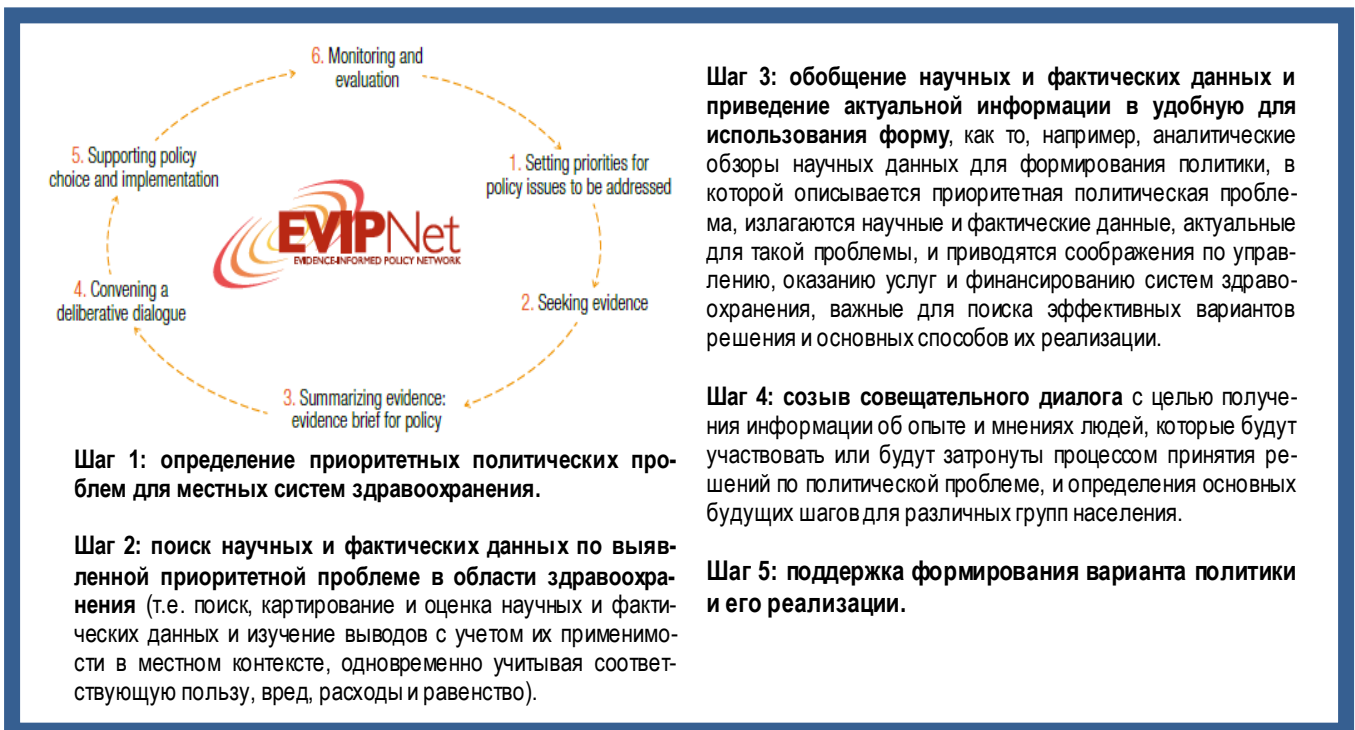 6. Monitoring and
evaluation
1. Setting priorities for
policy issues to be addressed
2. Seeking evidence
3. Summarizing evidence:
evidence brief for policy
4. Convening a
deliberative dialogue
5. Supporting policy
choice and implementation
EVIPNet
EVIDENCE-INFORMED POLICY NETWORK
Шаг 1: определение приоритетных политических про-
блем для местных систем здравоохранения.
Шаг 2: поиск научных и фактических данных по выяв-
ленной приоритетной проблеме в области здравоохра-
нения (т.е. поиск, картирование и оценка научных и факти-
ческих данных и изучение выводов с учетом их применимо-
сти в местном контексте, одновременно учитывая соответ-
ствующую пользу, вред, расходы и равенство).
Шаг 3: обобщение научных и фактических данных и
приведение актуальной информации в удобную для
использования форму, как то, например, аналитические
обзоры научных данных для формирования политики, в
которой описывается приоритетная политическая пробле-
ма, излагаются научные и фактические данные, актуальные
для такой проблемы, и приводятся соображения по управ-
лению, оказанию услуг и финансированию систем здраво-
охранения, важные для поиска эффективных вариантов
решения и основных способов их реализации.
Шаг 4: созыв совещательного диалога с целью получе-
ния информации об опыте и мнениях людей, которые будут
участвовать или будут затронуты процессом принятия ре-
шений по политической проблеме, и определения основных
будущих шагов для различных групп населения.
Шаг 5: поддержка формирования варианта политики
и его реализации.